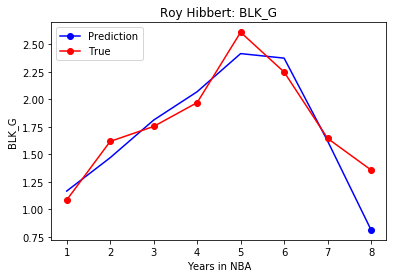 Roy Hibbert: BLK_G
Prediction
True
BLK_G
2.50
2.25
2.00
1.75
1.50
1.25
1.00
0.75
1 2 3 4 5 6 7 8
Years in NBA